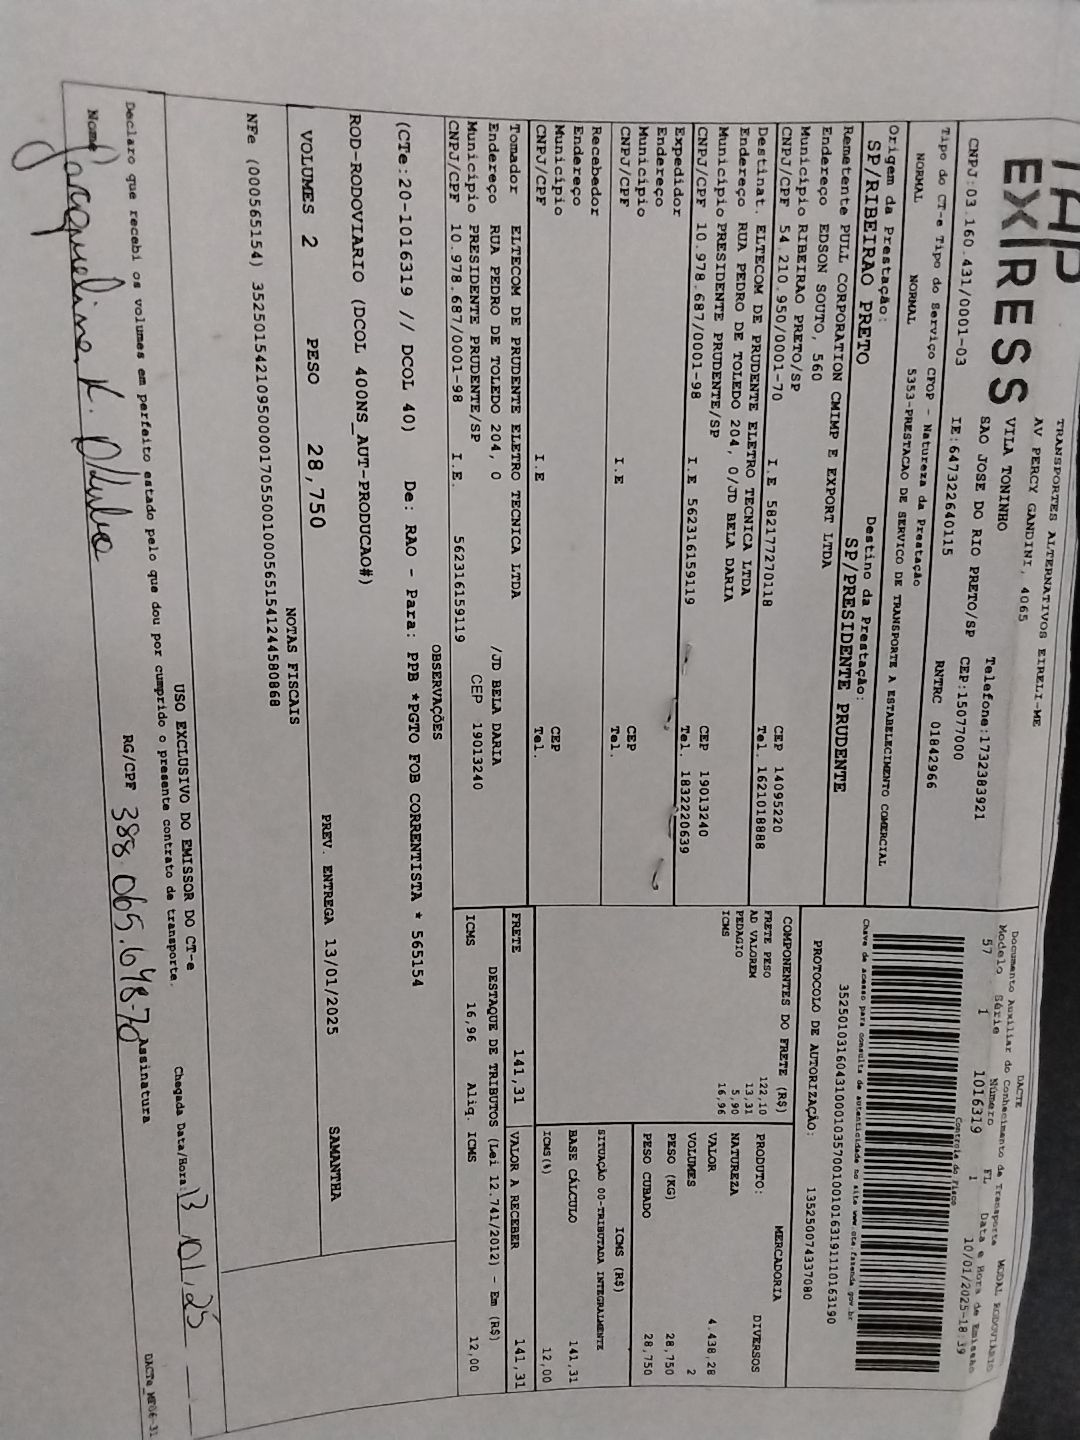 TRANSPORTES ALTERNATIVOS EIRELI-ME
AV PERCY GANDINI, 4065
VILA TONINHO
SAO JOSE DO RIO PRETO/SP
Telefone:1732383921
EXPRESS
CNPJ:03.160.431/0001-03
IE:647322640115
CEP:15077000
RNTRC 01842966
Tipo do CT-e Tipo do Serviço CFOP - Natureza da Prestação
NORMAL NORMAL 5353-PRESTACAO DE SERVICO DE TRANSPORTE A ESTABELECIMENTO COMERCIAL
Origem da Prestação: Destino da Prestação:
SP/RIBEIRAO PRETO SP/PRESIDENTE PRUDENTE
Remetente PULL CORPORATION CMIMP E EXPORT LTDA
Endereço EDSON SOUTO, 560
Município RIBEIRAO PRETO/SP CEP 14095220
CNPJ/CPF 54.210.950/0001-70 I.E 582177270118 Tel. 1621018888
Destinat. ELTECOM DE PRUDENTE ELETRO TECNICA LTDA
Endereço RUA PEDRO DE TOLEDO 204, 0/JD BELA DARIA
Município PRESIDENTE PRUDENTE/SP CEP 19013240
CNPJ/CPF 10.978.687/0001-98 I.E 562316159119 Tel. 1832220639
Expedidor
Endereço
Município CEP
CNPJ/CPF I.E Tel.
Recebedor
Endereço
Município CEP
CNPJ/CPF I.E Tel.
Tomador ELTECOM DE PRUDENTE ELETRO TECNICA LTDA
Endereço RUA PEDRO DE TOLEDO 204, 0 /JD BELA DARIA
Município PRESIDENTE PRUDENTE/SP CEP 19013240
CNPJ/CPF 10.978.687/0001-98 I.E. 562316159119
DACTE
Documento Auxiliar do Conhecimento de Transporte MODAL RODOVIÁRIO
Modelo Série Número FL Data e Hora de Emissão
57 1 1016319 1 10/01/2025-18:39
Controle do Fisco
Chave de acesso para consulta de autenticidade no site www.cte.fazenda.gov.br
35250103160431000103570010010163191110163190
PROTOCOLO DE AUTORIZAÇÃO: 135250074337080
COMPONENTES DO FRETE (R$)
FRETE PESO 122,10
AD VALOREM 13,31
PEDAGIO 5,90
ICMS 16,96
MERCADORIA
PRODUTO: DIVERSOS
NATUREZA
VALOR 4.438,28
VOLUMES 2
PESO (KG) 28,750
PESO CUBADO 28,750
ICMS (R$)
SITUAÇÃO 00-TRIBUTADA INTEGRALMENTE
BASE CÁLCULO 141,31
ICMS(%) 12,00
FRETE 141,31 VALOR A RECEBER 141,31
DESTAQUE DE TRIBUTOS (Lei 12.741/2012) - Em (R$)
ICMS 16,96 Aliq. ICMS 12,00
OBSERVAÇÕES
(CTe:20-1016319 // DCOL 40) De: RAO - Para: PPB *PGTO FOB CORRENTISTA * 565154
ROD-RODOVIARIO (DCOL 400NS_AUT-PRODUCAO#)
VOLUMES 2 PESO 28,750 PREV. ENTREGA 13/01/2025 SAMANTHA
NOTAS FISCAIS
NFe (000565154) 35250154210950000170550010005651541244580868
USO EXCLUSIVO DO EMISSOR DO CT-e
Declaro que recebi os volumes em perfeito estado pelo que dou por cumprido o presente contrato de transporte.
Chegada Data/Hora: 13 01.25
Nome Jaqueline K. RG/CPF 388.065.648-70 Assinatura